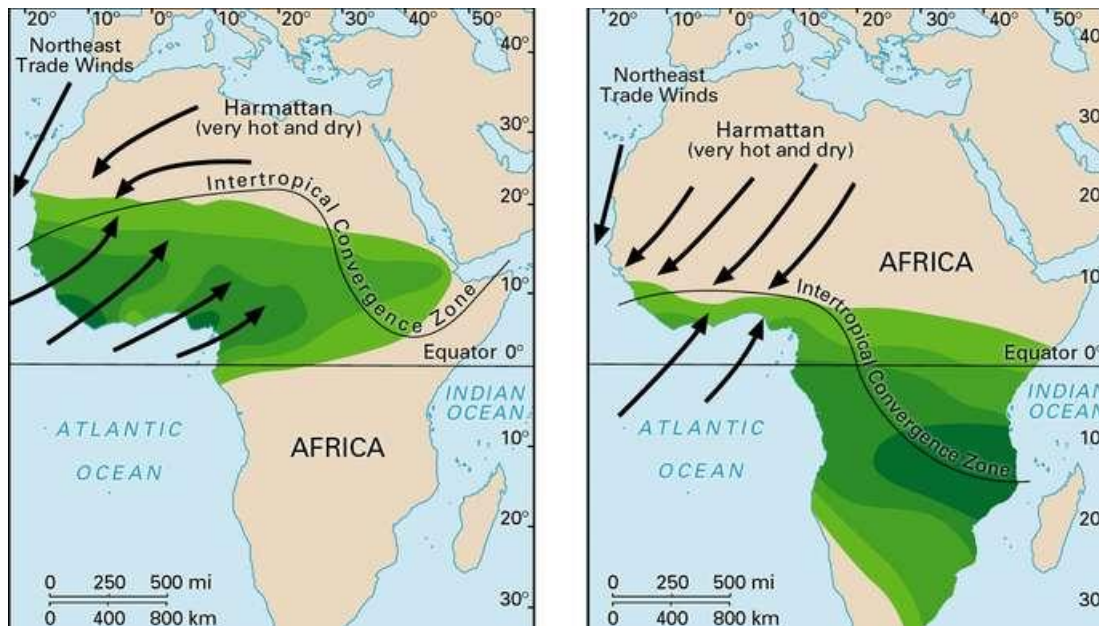 20° 10° 0° 10° 20° 30° 40° 50°
Northeast
Trade Winds
40°
Harmattan
(very hot and dry)
30°
Intertropical Convergence Zone
20°
10°
Equator 0°
INDIAN
OCEAN
ATLANTIC
OCEAN
AFRICA
10°
20°
0 250 500 mi
0 400 800 km
30°
20° 10° 0° 10° 20° 30° 40° 50°
40
Northeast
Trade Winds
30
Harmattan
(very hot and dry)
20
AFRICA
10
Intertropical Convergence Zone
Equator 0°
INDIAN
OCEAN
ATLANTIC
OCEAN
10
20
0 250 500 mi
0 400 800 km
30